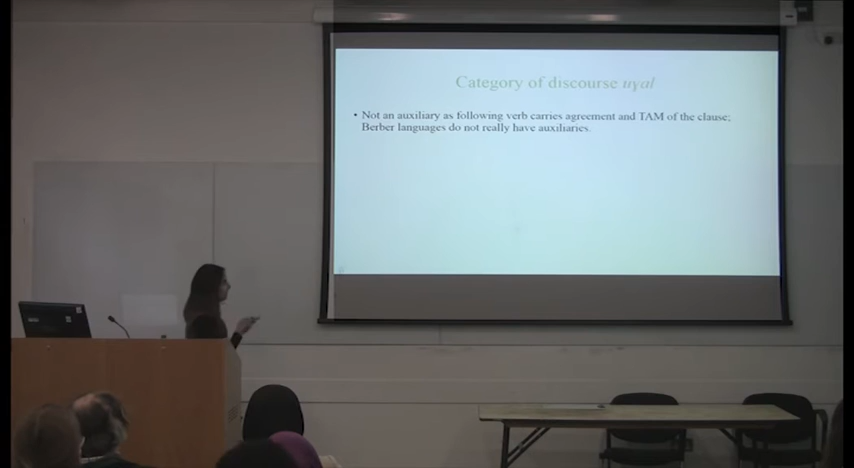 Category of discourse uɣal
• Not an auxiliary as following verb carries agreement and TAM of the clause;
Berber languages do not really have auxiliaries.